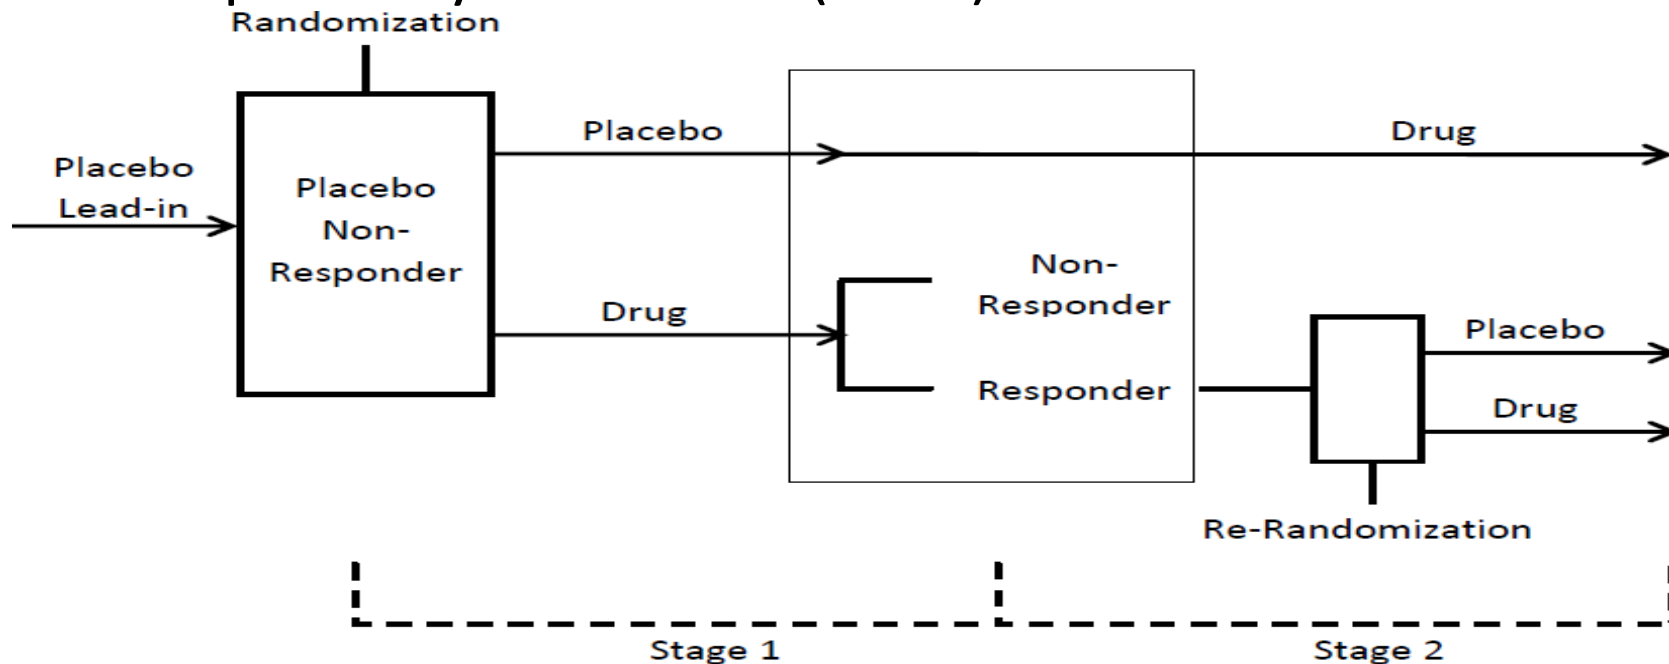 Randomization
Placebo
Lead-in
Placebo
Non-
Responder
Placebo
Drug
Non-
Responder
Responder
Drug
Placebo
Drug
Re-Randomization
Stage 1
Stage 2